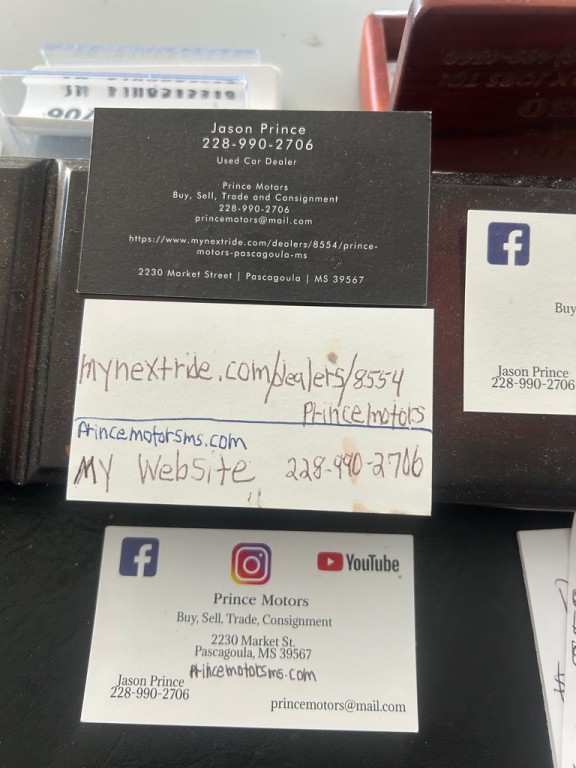 Jason Prince
228-990-2706
Used Car Dealer
Prince Motors
Buy, Sell, Trade and Consignment
228-990-2706
princemotors@mail.com
https://www.mynextride.com/dealers/8554/prince-
motors-pascagoula-ms
2230 Market Street | Pascagoula | MS 39567
mynextride.com/dealers/8554
Princemotors
Princemotorsms.com
My Website 228-990-2706
f
YouTube
Prince Motors
Buy, Sell, Trade, Consignment
2230 Market St.
Pascagoula, MS 39567
Princemotorsms.com
Jason Prince
228-990-2706
princemotors@mail.com
f
Buy
Jason Prince
228-990-2706